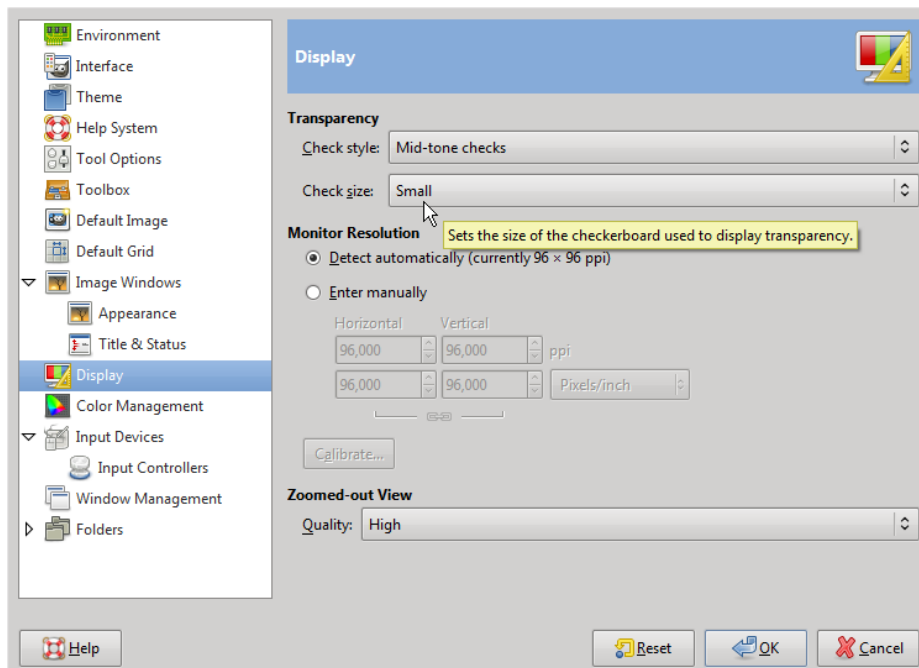 Environment
Interface
Theme
Help System
Tool Options
Toolbox
Default Image
Default Grid
Image Windows
Appearance
Title & Status
Display
Color Management
Input Devices
Input Controllers
Window Management
Folders
Display
Transparency
Check style: Mid-tone checks
Check size: Small
Sets the size of the checkerboard used to display transparency.
Monitor Resolution
Detect automatically (currently 96 × 96 ppi)
Enter manually
Horizontal Vertical
96,000 96,000 ppi
96,000 96,000 Pixels/inch
Calibrate...
Zoomed-out View
Quality: High
Help Reset OK Cancel